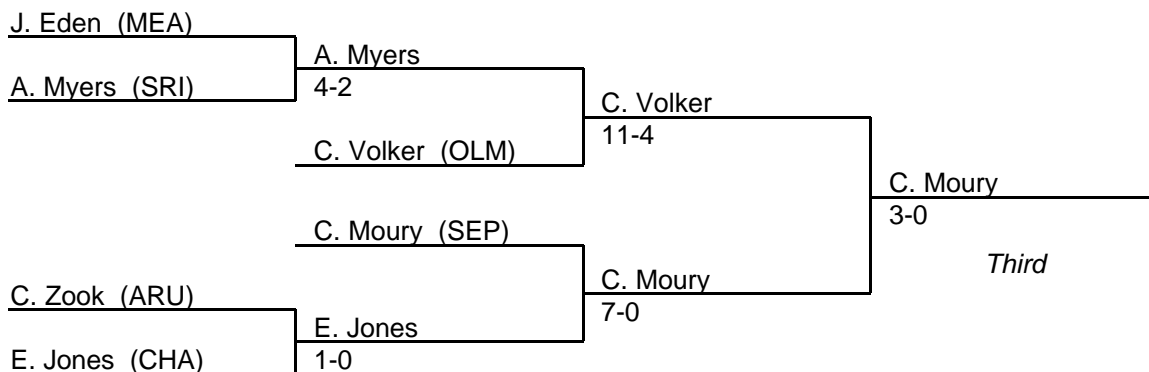 J. Eden (MEA)
A. Myers
A. Myers (SRI)
4-2
C. Volker
11-4
C. Volker (OLM)
C. Moury
3-0
C. Moury (SEP)
Third
C. Moury
7-0
C. Zook (ARU)
E. Jones
E. Jones (CHA)
1-0